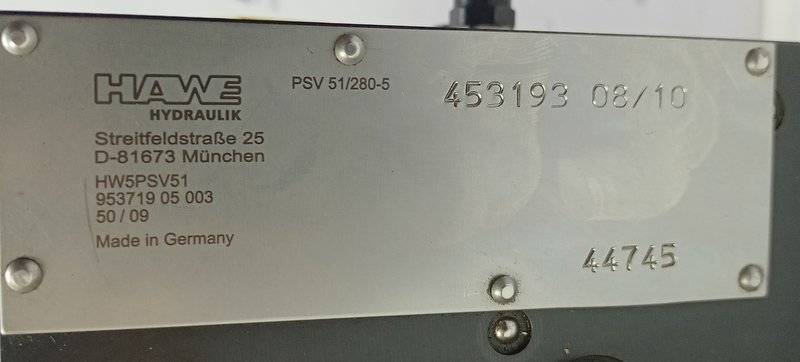 HAWE
HYDRAULIK
PSV 51/280-5
453193 08/10
Streitfeldstraße 25
D-81673 München
HW5PSV51
953719 05 003
50 / 09
Made in Germany
44745